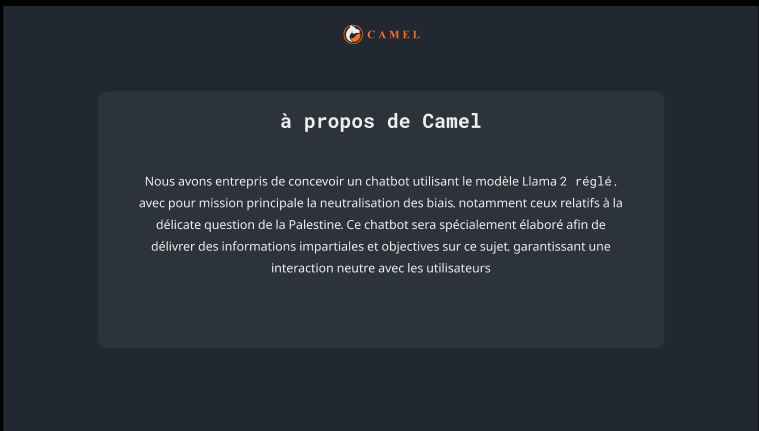 CAMEL
à propos de Camel
Nous avons entrepris de concevoir un chatbot utilisant le modèle Llama 2 réglé,
avec pour mission principale la neutralisation des biais, notamment ceux relatifs à la
délicate question de la Palestine. Ce chatbot sera spécialement élaboré afin de
délivrer des informations impartiales et objectives sur ce sujet, garantissant une
interaction neutre avec les utilisateurs